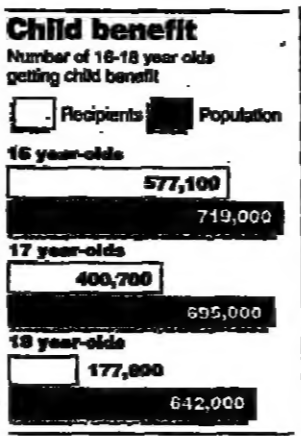 Child benefit
Number of 16-18 year olds
getting child benefit
Recipients Population
16 year-olds
577,100
719,000
17 year-olds
400,700
695,000
18 year-olds
177,800
642,000